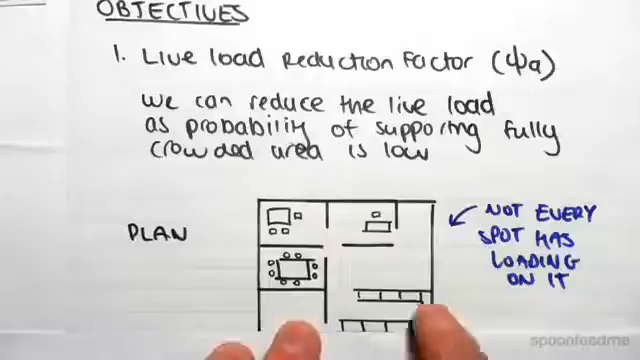 OBJECTIVES
1. Live load Reduction Factor (ψa)
We can reduce the live load
as probability of supporting fully
crowded area is low
PLAN
NOT EVERY
SPOT HAS
LOADING
ON IT
spoonfedme